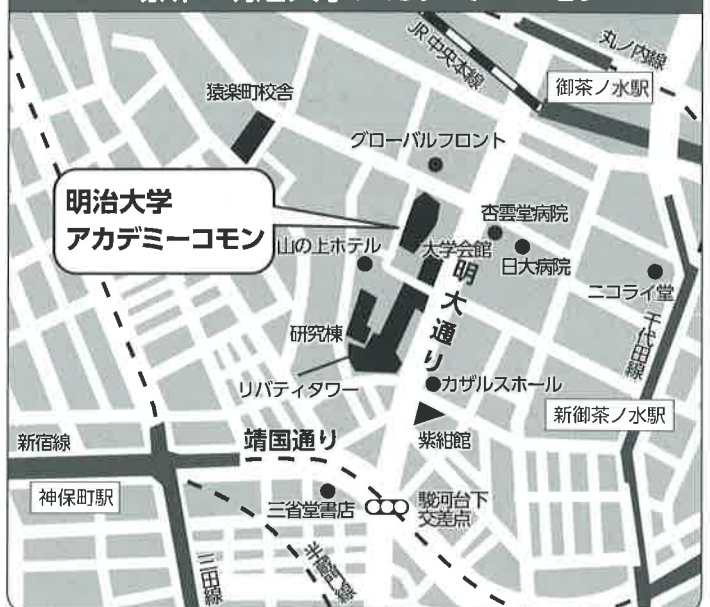 JR中央本線
丸ノ内線
御茶ノ水駅
猿楽町校舎
グローバルフロント
明治大学
アカデミーコモン
杏雲堂病院
山の上ホテル
大学会館
日大病院
明大通り
ニコライ堂
千代田線
研究棟
リバティタワー
カザルスホール
新御茶ノ水駅
紫紺館
新宿線
靖国通り
神保町駅
三省堂書店
駿河台下
交差点
三田線
半蔵門線